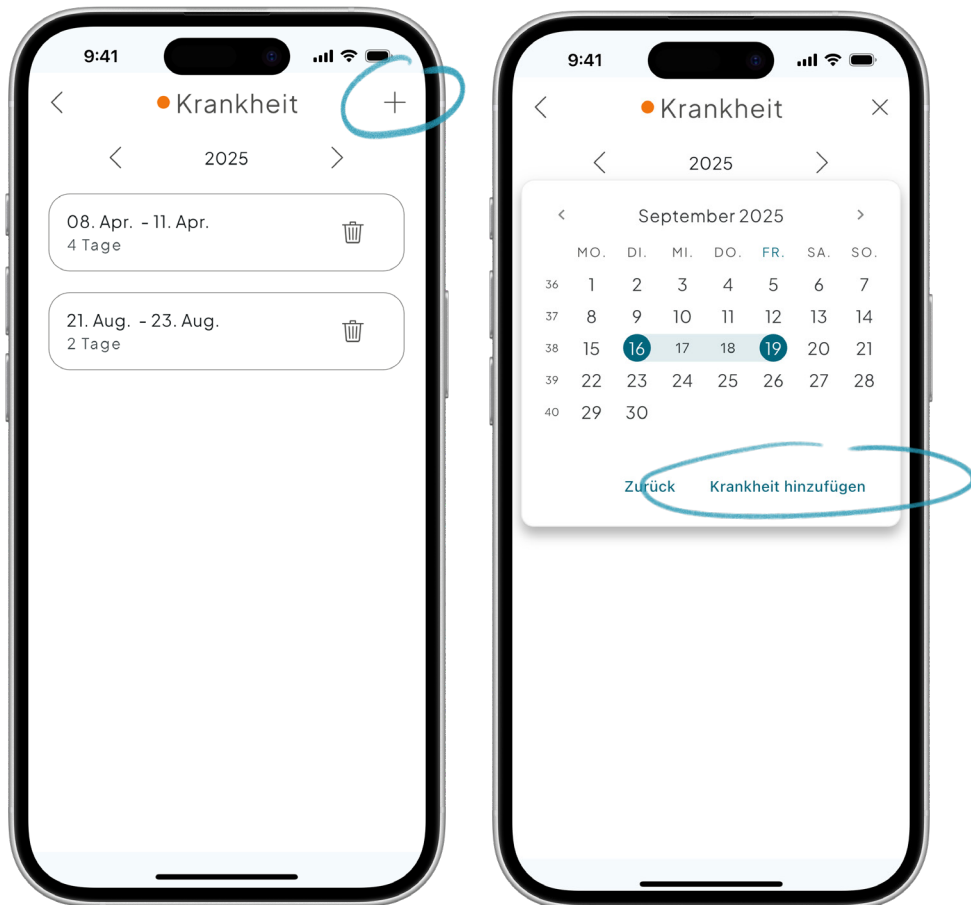 9:41
Krankheit
2025
08. Apr. - 11. Apr.
4 Tage
21. Aug. - 23. Aug.
2 Tage
9:41
Krankheit
2025
September 2025
MO. DI. MI. DO. FR. SA. SO.
36 1 2 3 4 5 6 7
37 8 9 10 11 12 13 14
38 15 16 17 18 19 20 21
39 22 23 24 25 26 27 28
40 29 30
Zurück Krankheit hinzufügen